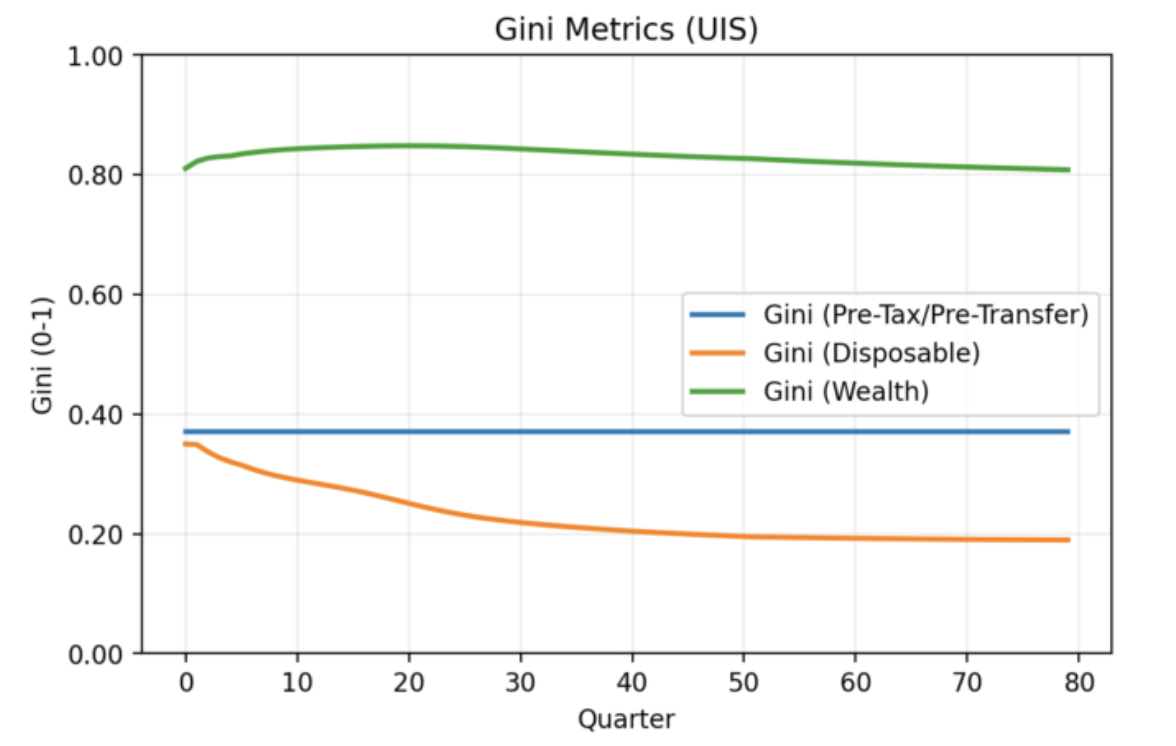 Gini Metrics (UIS)
1.00
0.80
0.60
0.40
0.20
0.00
Gini (0-1)
Gini (Pre-Tax/Pre-Transfer)
Gini (Disposable)
Gini (Wealth)
0 10 20 30 40 50 60 70 80
Quarter